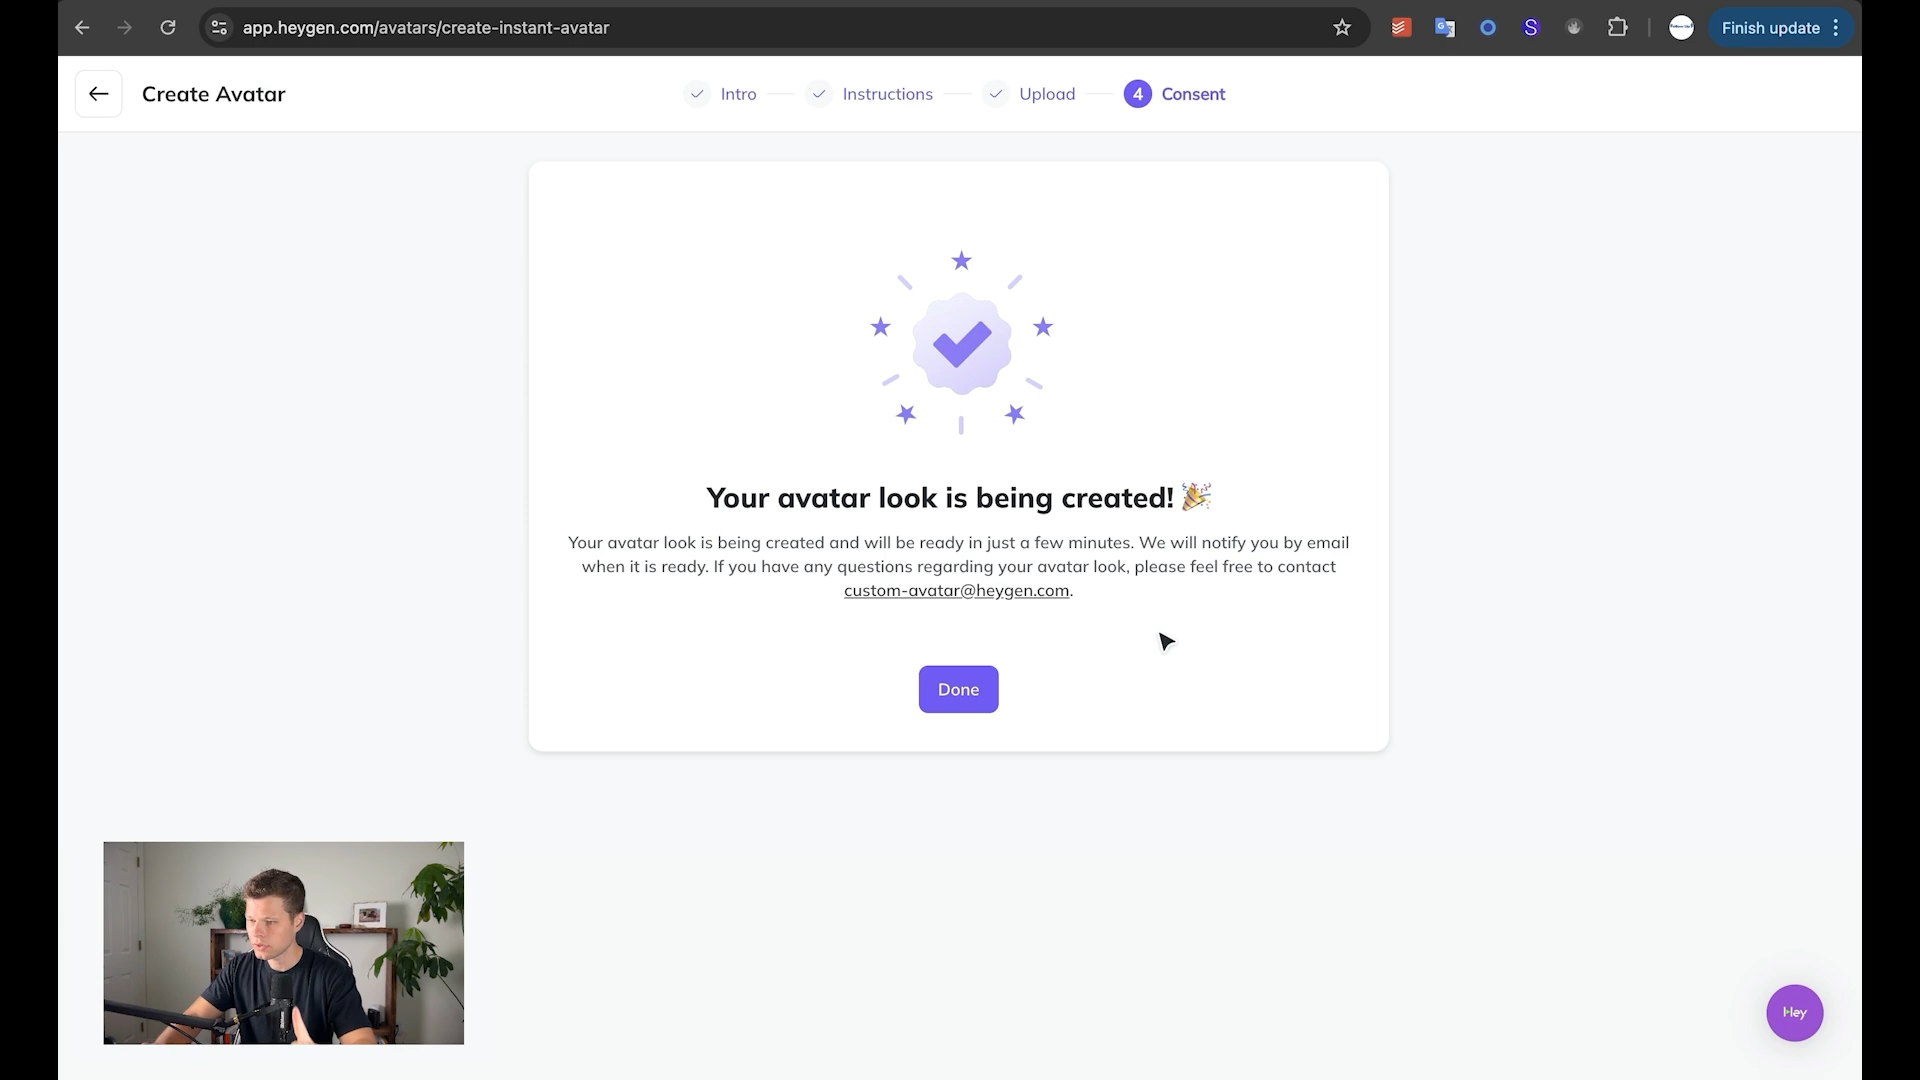 app.heygen.com/avatars/create-instant-avatar
Finish update
Create Avatar
Intro
Instructions
Upload
4 Consent
Your avatar look is being created! 🎉
Your avatar look is being created and will be ready in just a few minutes. We will notify you by email
when it is ready. If you have any questions regarding your avatar look, please feel free to contact
custom-avatar@heygen.com.
Done
Hey